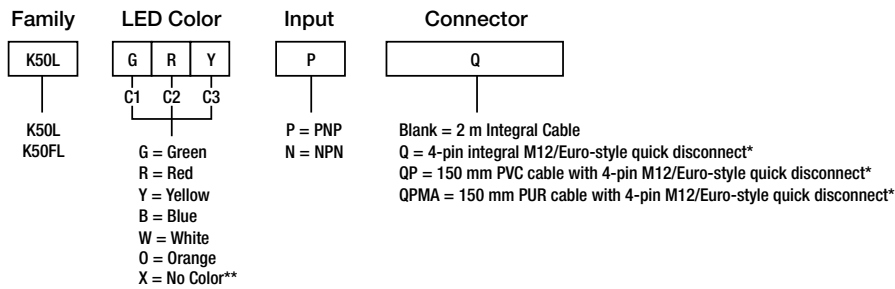 Family LED Color Input Connector
K50L G R Y P Q
C1 C2 C3
K50L
K50FL
G = Green
R = Red
Y = Yellow
B = Blue
W = White
O = Orange
X = No Color**
P = PNP
N = NPN
Blank = 2 m Integral Cable
Q = 4-pin integral M12/Euro-style quick disconnect*
QP = 150 mm PVC cable with 4-pin M12/Euro-style quick disconnect*
QPMA = 150 mm PUR cable with 4-pin M12/Euro-style quick disconnect*